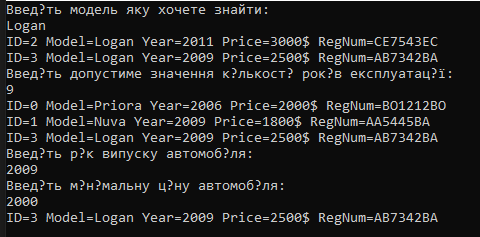 Введ?ть модель яку хочете знайти:
Logan
ID=2 Model=Logan Year=2011 Price=3000$ RegNum=CE7543EC
ID=3 Model=Logan Year=2009 Price=2500$ RegNum=AB7342BA
Введ?ть допустиме значення к?лькост? рок?в експлуатац?ї:
9
ID=0 Model=Priora Year=2006 Price=2000$ RegNum=BO1212BO
ID=1 Model=Nuva Year=2009 Price=1800$ RegNum=AA5445BA
ID=3 Model=Logan Year=2009 Price=2500$ RegNum=AB7342BA
Введ?ть р?к випуску автомоб?ля:
2009
Введ?ть м?н?мальну ц?ну автомоб?ля:
2000
ID=3 Model=Logan Year=2009 Price=2500$ RegNum=AB7342BA